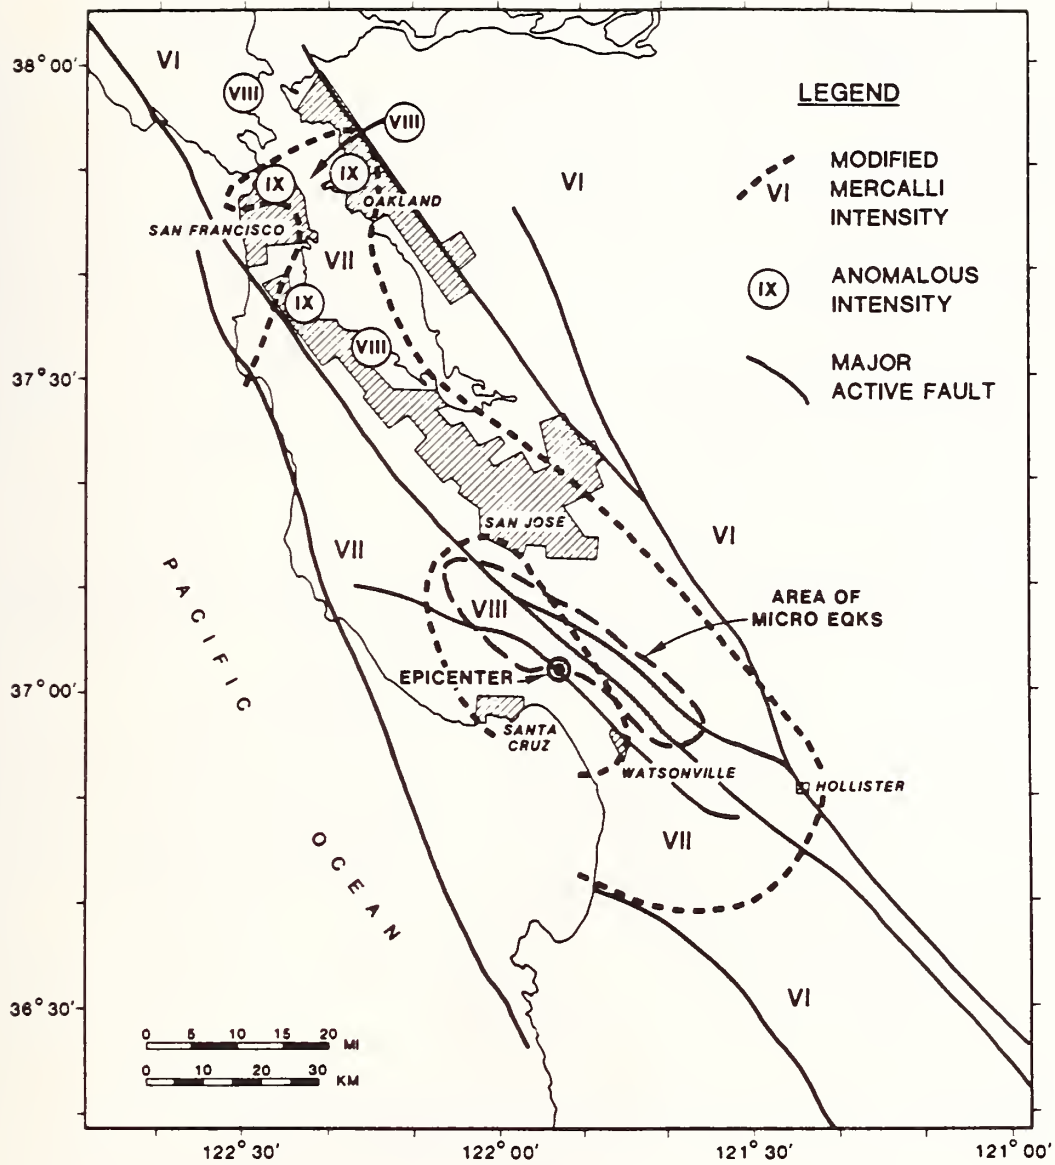 38° 00'
37° 30'
37° 00'
36° 30'
122° 30'
122° 00'
121° 30'
121° 00'
LEGEND
VI
MODIFIED
MERCALLI
INTENSITY
IX
ANOMALOUS
INTENSITY
MAJOR
ACTIVE FAULT
VI
VIII
VIII
IX
IX
OAKLAND
VI
SAN FRANCISCO
VII
IX
VIII
SAN JOSE
VII
VI
AREA OF
MICRO EQKS
VIII
EPICENTER
SANTA
CRUZ
WATSONVILLE
HOLLISTER
VII
VI
PACIFIC
OCEAN
0 5 10 15 20 MI
0 10 20 30 KM